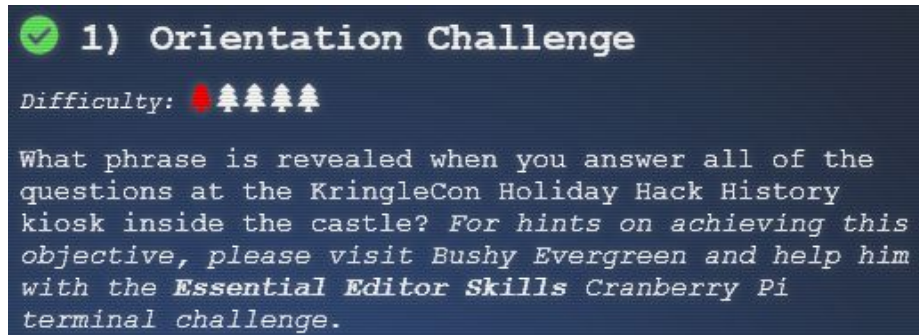 1) Orientation Challenge
Difficulty:
What phrase is revealed when you answer all of the
questions at the KringleCon Holiday Hack History
kiosk inside the castle? For hints on achieving this
objective, please visit Bushy Evergreen and help him
with the Essential Editor Skills Cranberry Pi
terminal challenge.